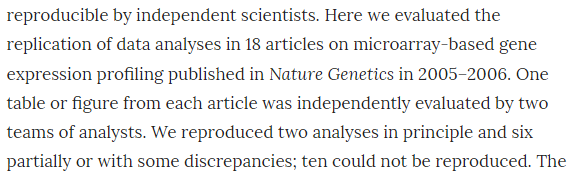 reproducible by independent scientists. Here we evaluated the
replication of data analyses in 18 articles on microarray-based gene
expression profiling published in Nature Genetics in 2005–2006. One
table or figure from each article was independently evaluated by two
teams of analysts. We reproduced two analyses in principle and six
partially or with some discrepancies; ten could not be reproduced. The